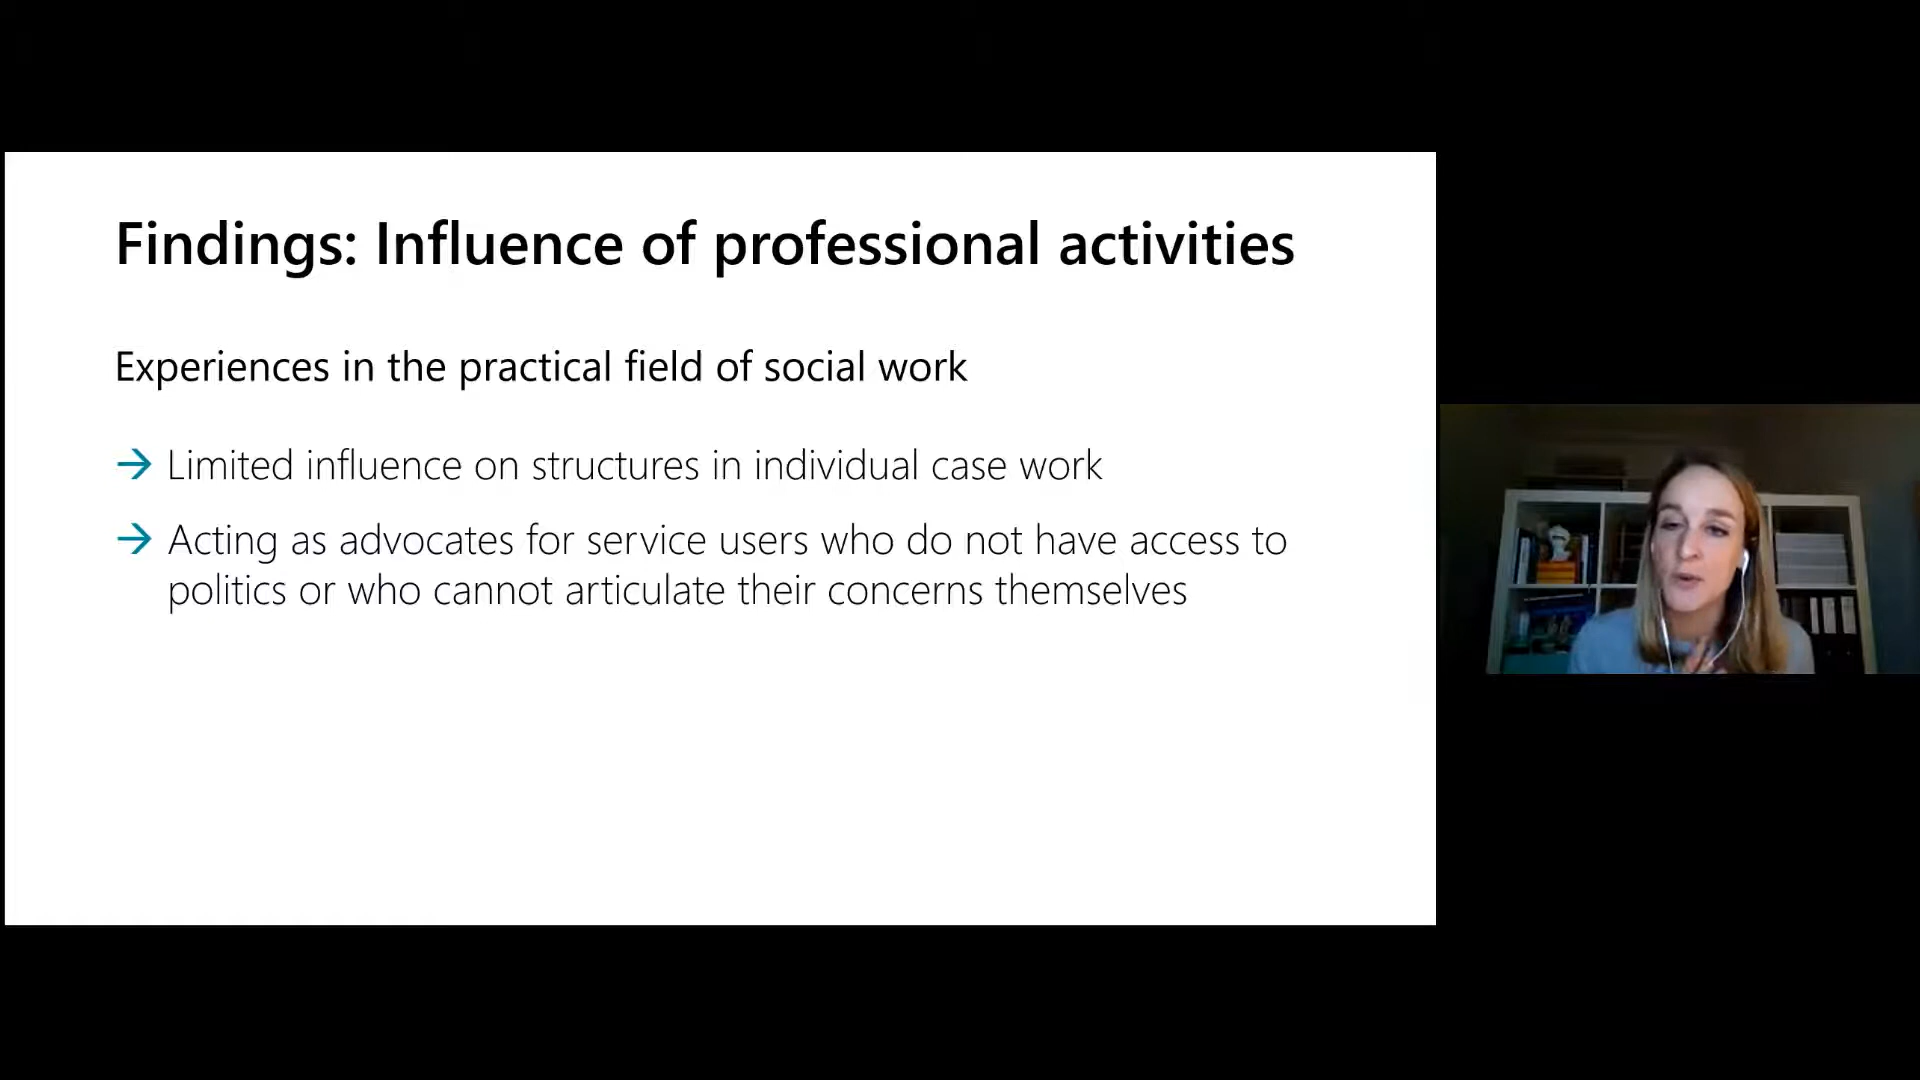 Findings: Influence of professional activities
Experiences in the practical field of social work
→ Limited influence on structures in individual case work
→ Acting as advocates for service users who do not have access to
politics or who cannot articulate their concerns themselves